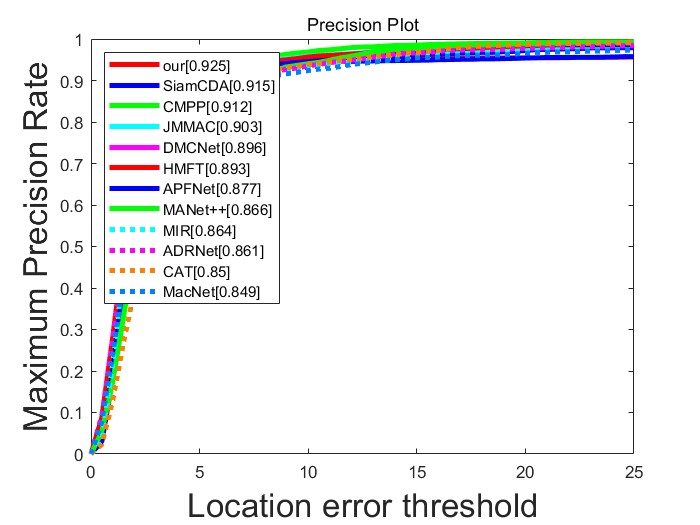 Precision Plot
Maximum Precision Rate
1
0.9
0.8
0.7
0.6
0.5
0.4
0.3
0.2
0.1
0
our[0.925]
SiamCDA[0.915]
CMPP[0.912]
JMMAC[0.903]
DMCNet[0.896]
HMFT[0.893]
APFNet[0.877]
MANet++[0.866]
MIR[0.864]
ADRNet[0.861]
CAT[0.85]
MacNet[0.849]
0 5 10 15 20 25
Location error threshold